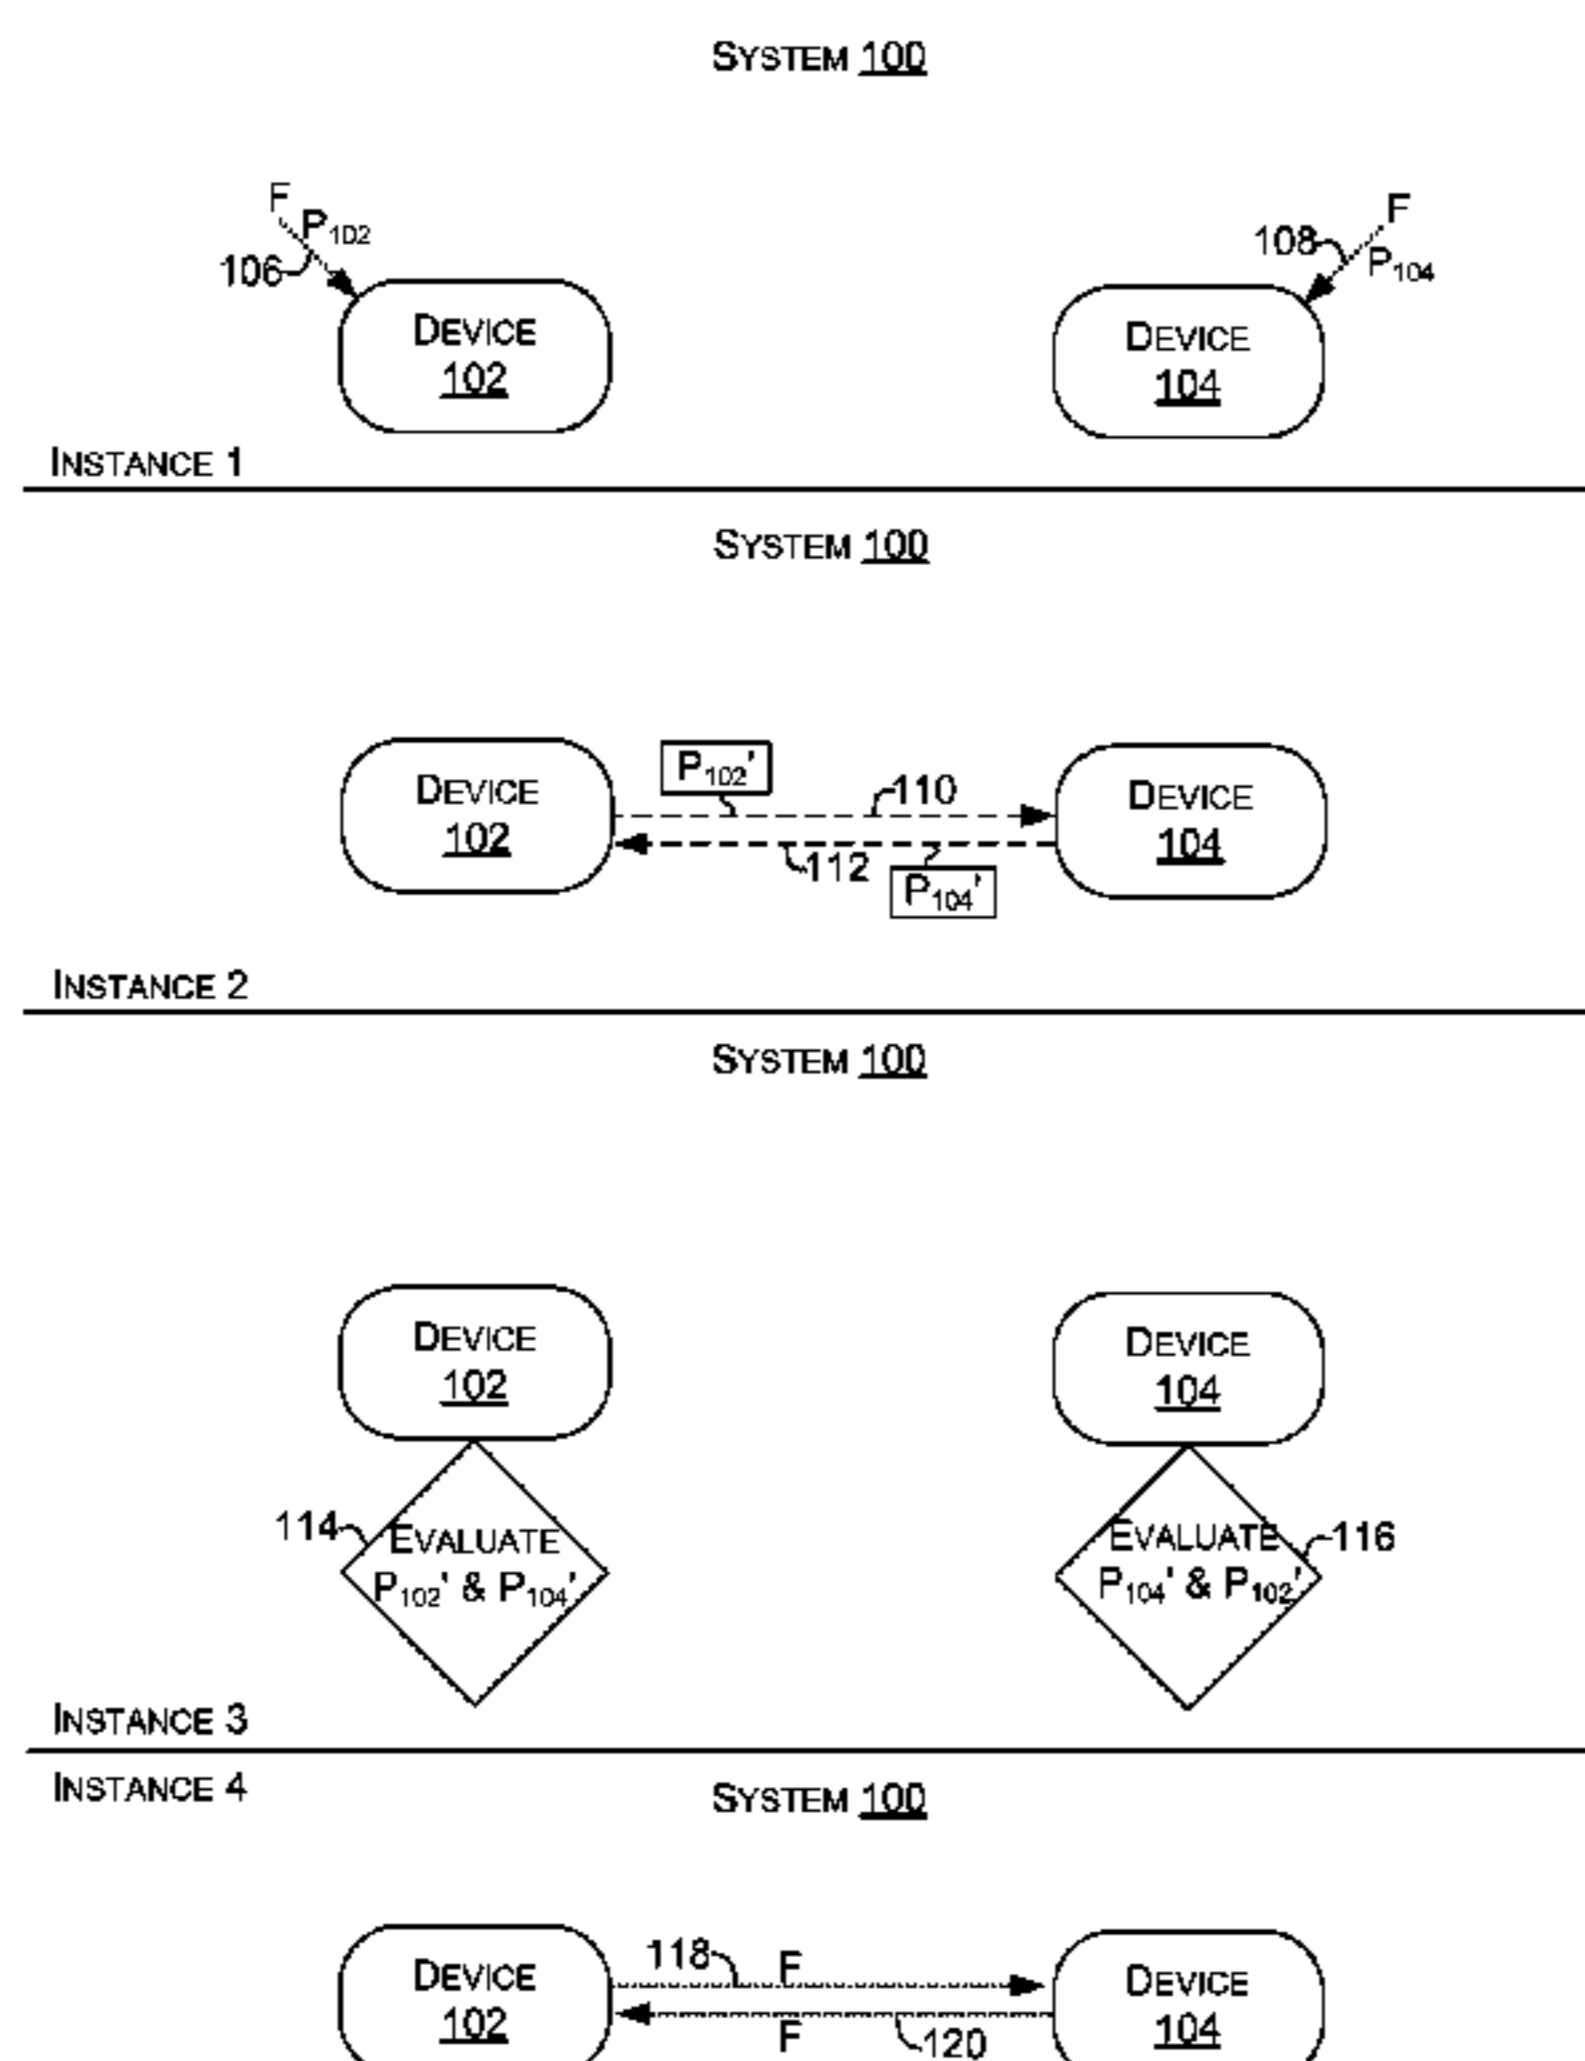 SYSTEM 100
F
P102
106
F
108
P104
DEVICE
102
DEVICE
104
INSTANCE 1
SYSTEM 100
P102'
110
DEVICE
102
DEVICE
104
112
P104'
INSTANCE 2
SYSTEM 100
DEVICE
102
DEVICE
104
114
EVALUATE
P102' & P104'
EVALUATE
P104' & P102'
116
INSTANCE 3
INSTANCE 4
SYSTEM 100
DEVICE
102
118
F
F
120
DEVICE
104